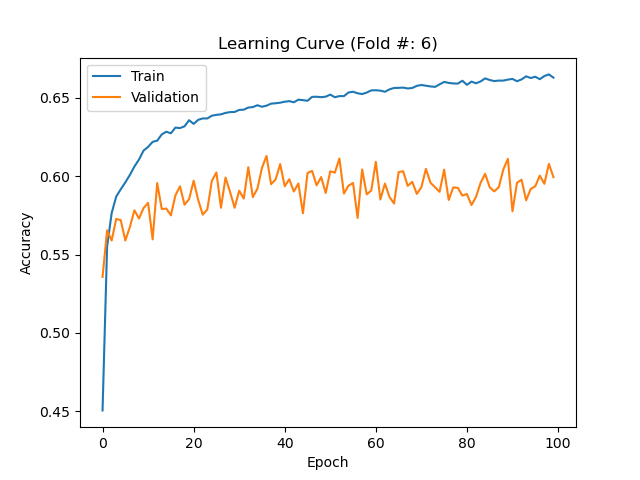 Learning Curve (Fold #: 6)
Train
Validation
Accuracy
0.65
0.60
0.55
0.50
0.45
0 20 40 60 80 100
Epoch